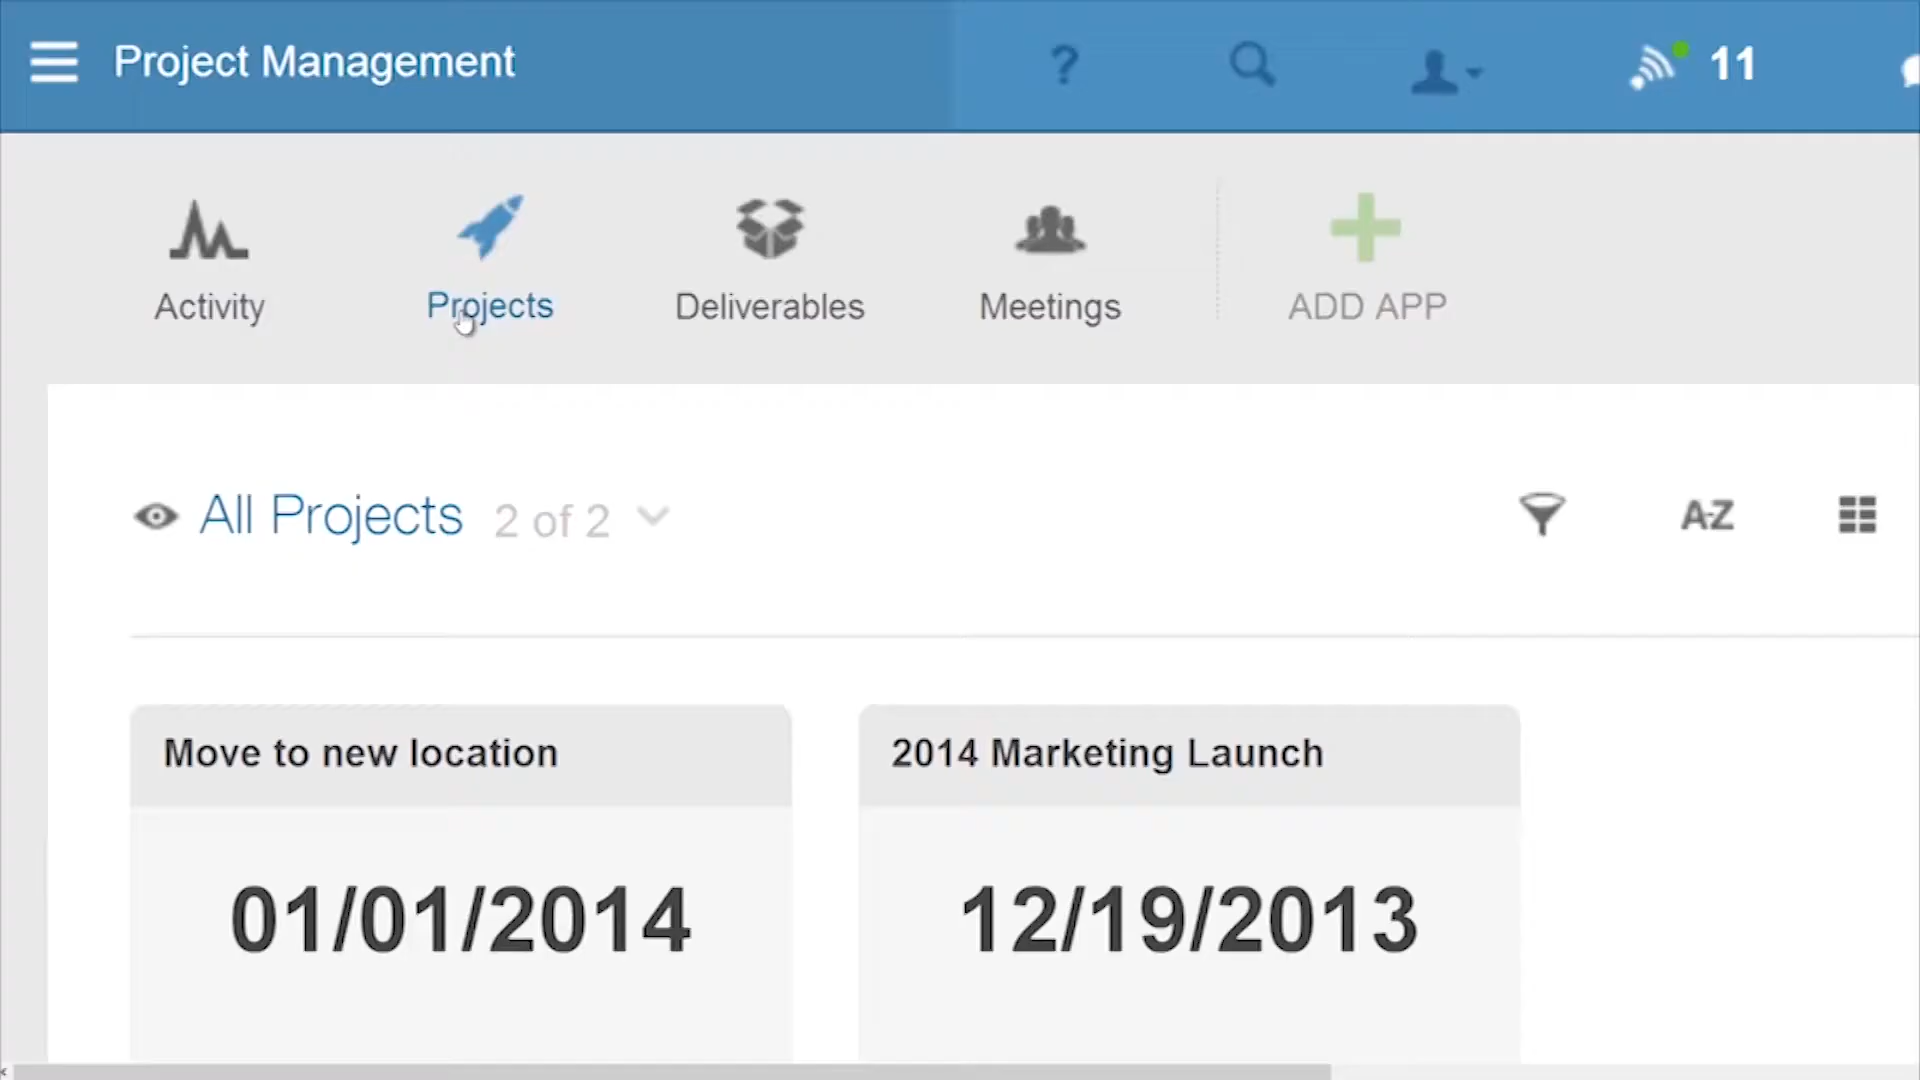 Project Management
? 11
Activity Projects Deliverables Meetings ADD APP
All Projects 2 of 2
A-Z
Move to new location
2014 Marketing Launch
01/01/2014
12/19/2013